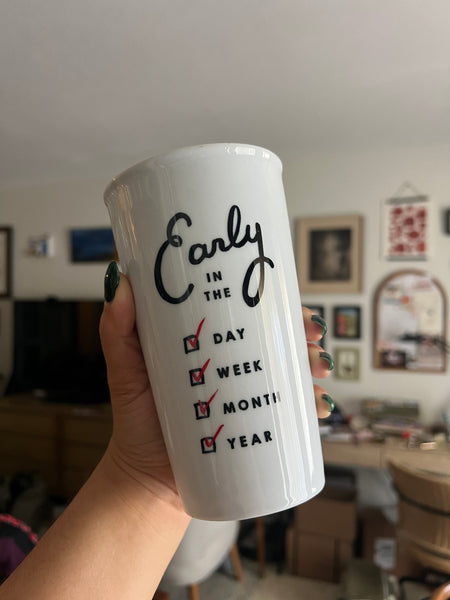 Early
IN
THE
DAY
WEEK
MONTH
YEAR